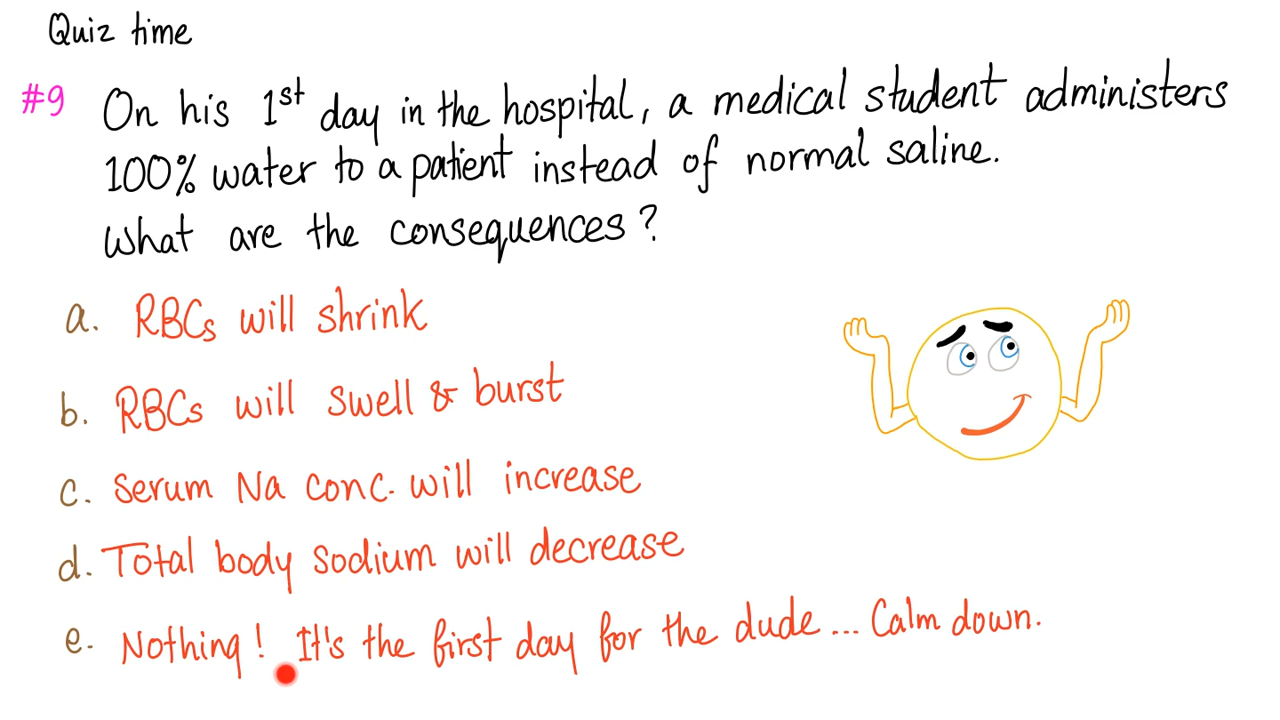 Quiz time
#9 On his 1st day in the hospital, a medical student administers
100% water to a patient instead of normal saline.
What are the consequences?
a. RBCs will shrink
b. RBCs will swell & burst
c. Serum Na conc. will increase
d. Total body sodium will decrease
e. Nothing! It's the first day for the dude... Calm down.